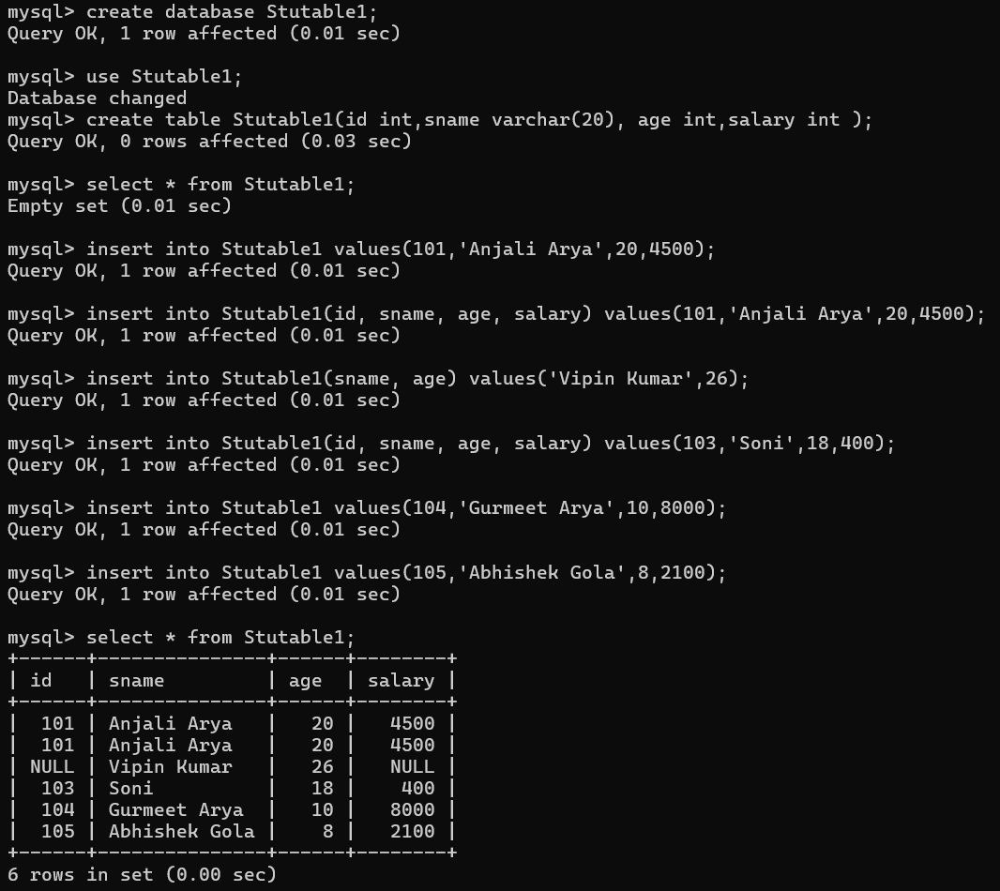 mysql> create database Stutable1;
Query OK, 1 row affected (0.01 sec)

mysql> use Stutable1;
Database changed
mysql> create table Stutable1(id int,sname varchar(20), age int,salary int );
Query OK, 0 rows affected (0.03 sec)

mysql> select * from Stutable1;
Empty set (0.01 sec)

mysql> insert into Stutable1 values(101,'Anjali Arya',20,4500);
Query OK, 1 row affected (0.01 sec)

mysql> insert into Stutable1(id, sname, age, salary) values(101,'Anjali Arya',20,4500);
Query OK, 1 row affected (0.01 sec)

mysql> insert into Stutable1(sname, age) values('Vipin Kumar',26);
Query OK, 1 row affected (0.01 sec)

mysql> insert into Stutable1(id, sname, age, salary) values(103,'Soni',18,400);
Query OK, 1 row affected (0.01 sec)

mysql> insert into Stutable1 values(104,'Gurmeet Arya',10,8000);
Query OK, 1 row affected (0.01 sec)

mysql> insert into Stutable1 values(105,'Abhishek Gola',8,2100);
Query OK, 1 row affected (0.01 sec)

mysql> select * from Stutable1;
+------+---------------+------+--------+
| id   | sname         | age  | salary |
+------+---------------+------+--------+
|  101 | Anjali Arya   |   20 |   4500 |
|  101 | Anjali Arya   |   20 |   4500 |
| NULL | Vipin Kumar   |   26 |   NULL |
|  103 | Soni          |   18 |    400 |
|  104 | Gurmeet Arya  |   10 |   8000 |
|  105 | Abhishek Gola |    8 |   2100 |
+------+---------------+------+--------+
6 rows in set (0.00 sec)